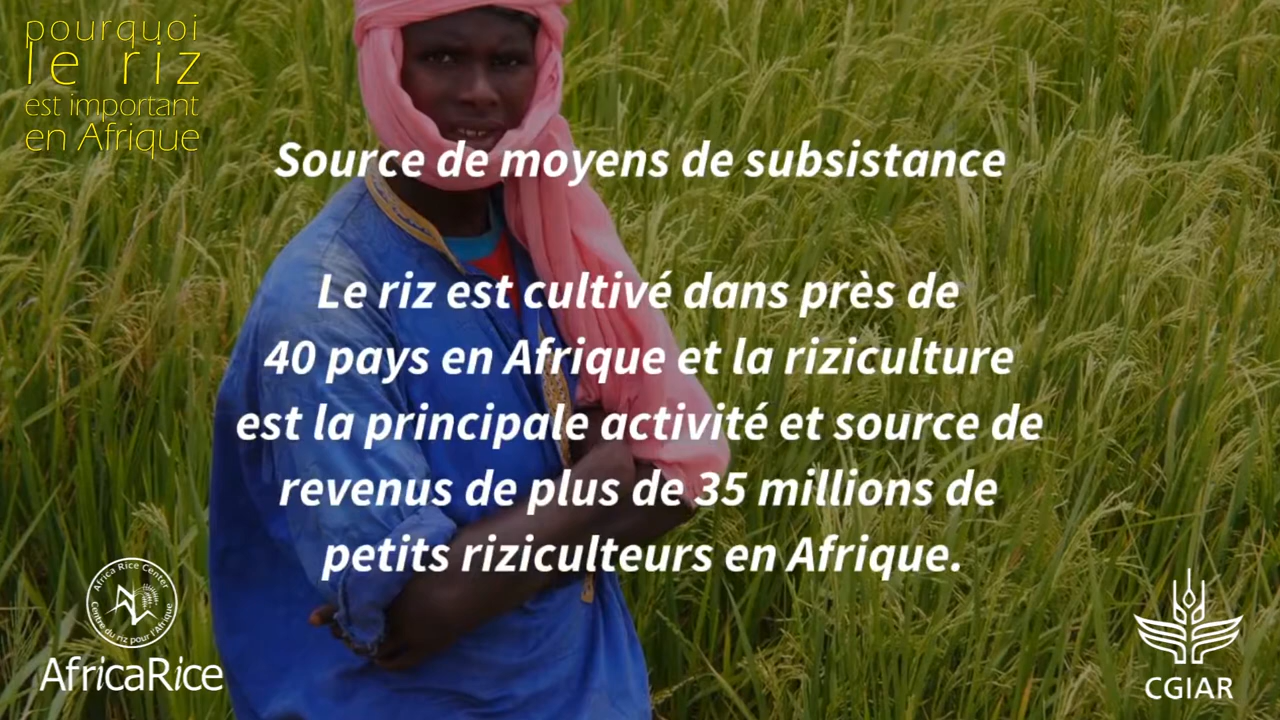 pourquoi
le riz
est important
en Afrique
Source de moyens de subsistance
Le riz est cultivé dans près de
40 pays en Afrique et la riziculture
est la principale activité et source de
revenus de plus de 35 millions de
petits riziculteurs en Afrique.
Africa Rice Center
Centre du riz pour l'Afrique
AfricaRice
CGIAR